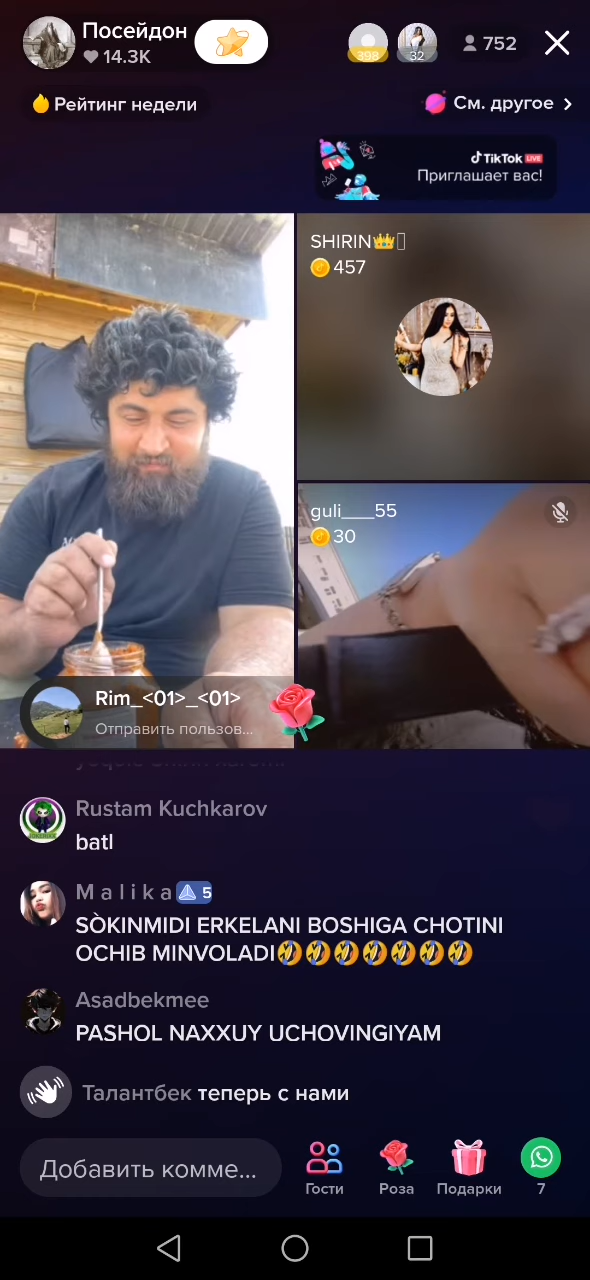 Посейдон
14.3K
398
32
752
Рейтинг недели
См. другое
TikTok LIVE
Приглашает вас!
SHIRIN
457
guli___55
30
Rim_<01>_<01>
Отправить пользов...
Rustam Kuchkarov
batl
M a l i k a 5
SÒKINMIDI ERKELANI BOSHIGA CHOTINI
OCHIB MINVOLADI🤣🤣🤣🤣🤣🤣🤣
Asadbekmee
PASHOL NAXXUY UCHOVINGIYAM
Талантбек теперь с нами
Добавить комме...
Гости
Роза
Подарки
7